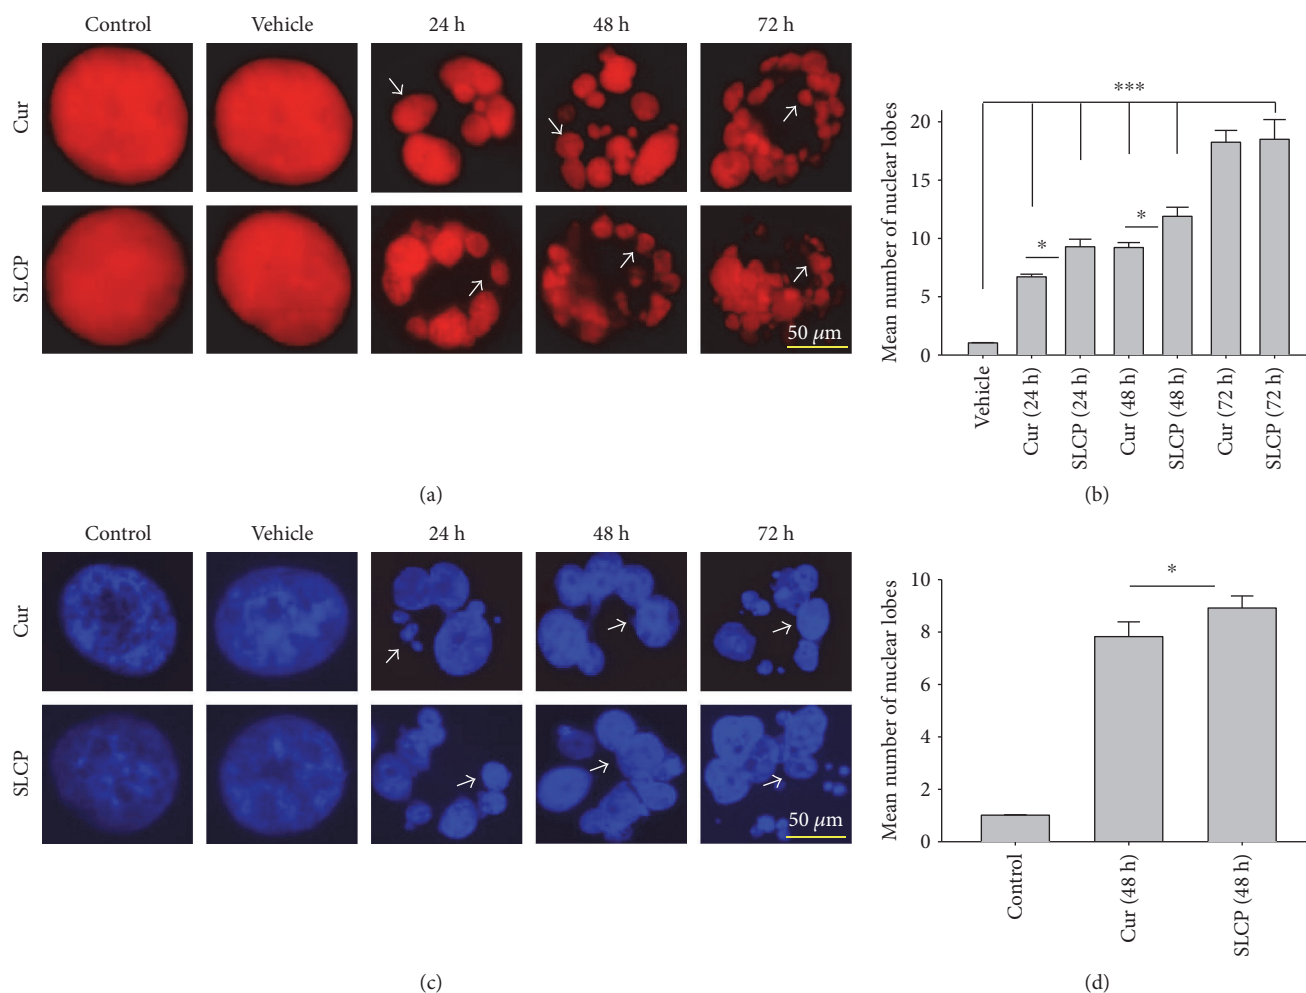 Control Vehicle 24 h 48 h 72 h
Cur
SLCP
50 μm
(a)
***
*
*
Mean number of nuclear lobes
20
15
10
5
0
Vehicle
Cur (24 h)
SLCP (24 h)
Cur (48 h)
SLCP (48 h)
Cur (72 h)
SLCP (72 h)
(b)
Control Vehicle 24 h 48 h 72 h
Cur
SLCP
50 μm
(c)
*
Mean number of nuclear lobes
10
8
6
4
2
0
Control
Cur (48 h)
SLCP (48 h)
(d)